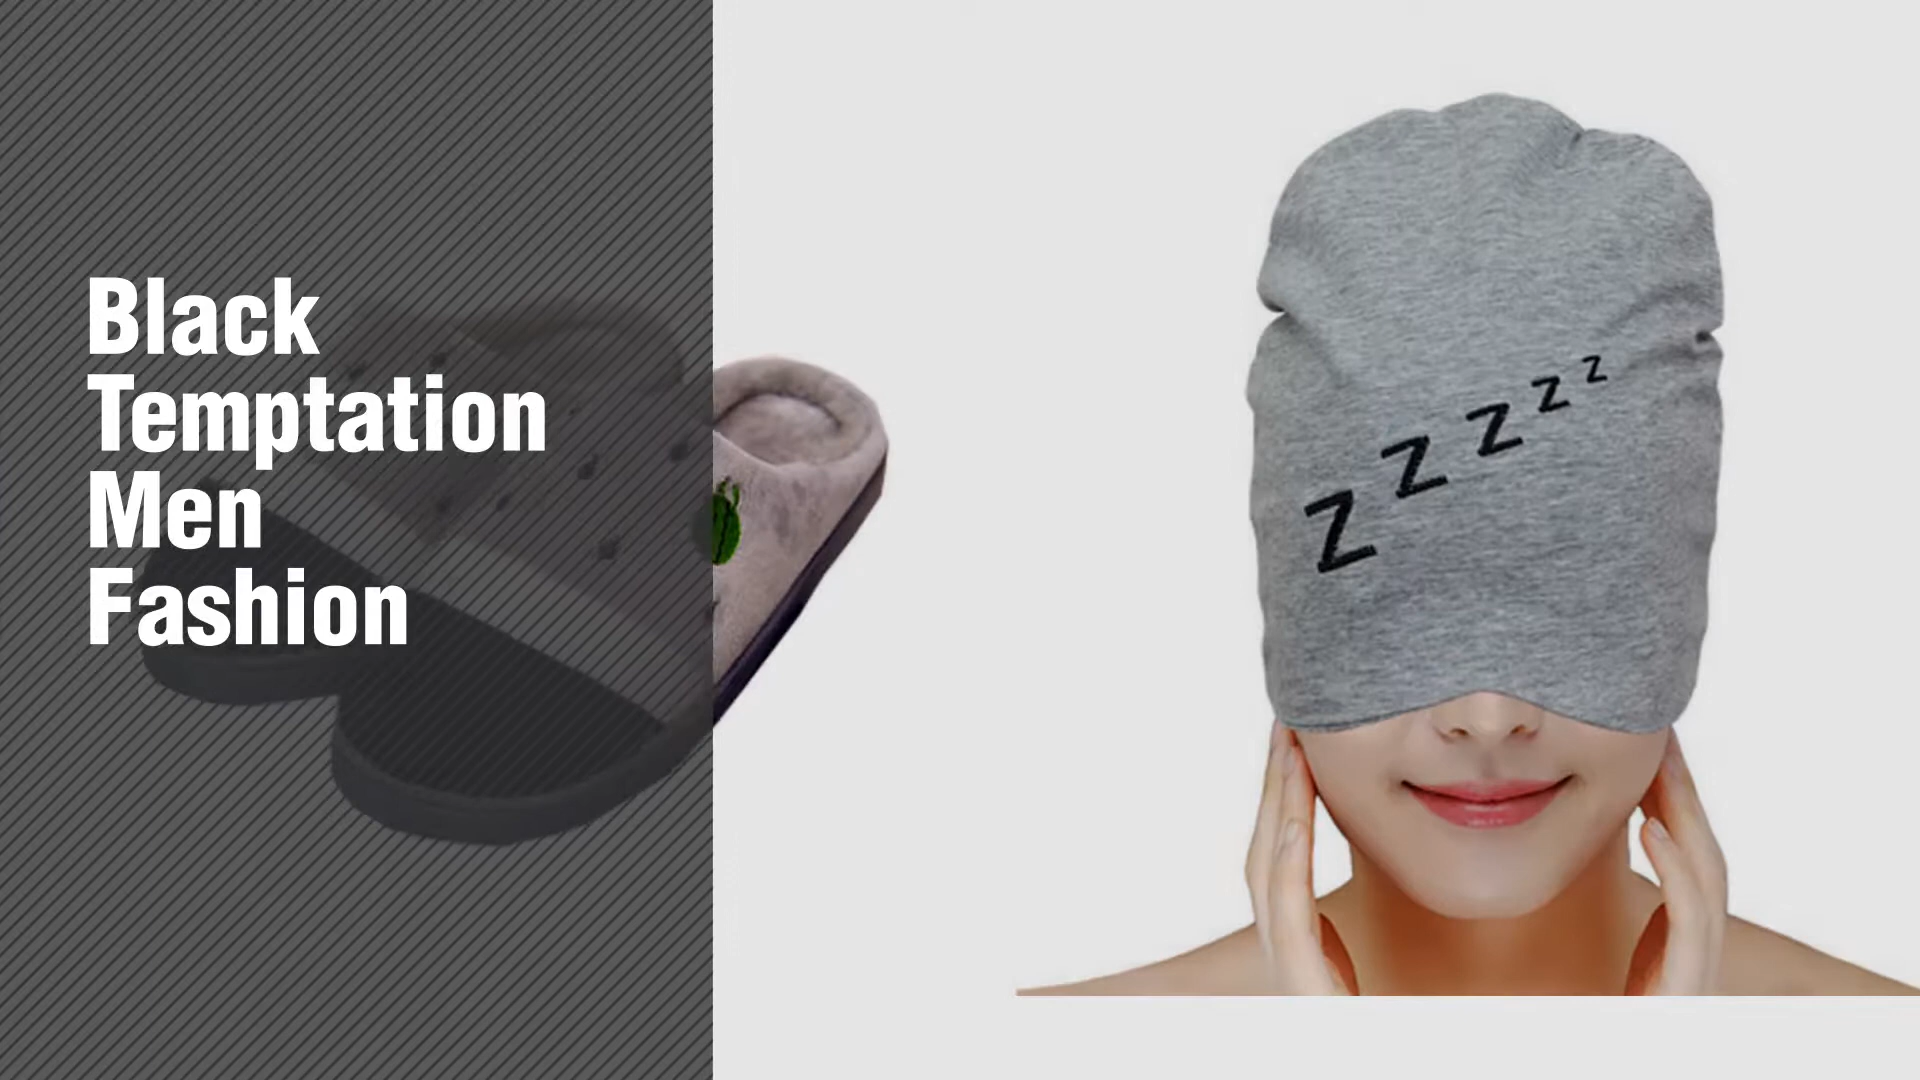 Black
Temptation
Men
Fashion
z z z z z